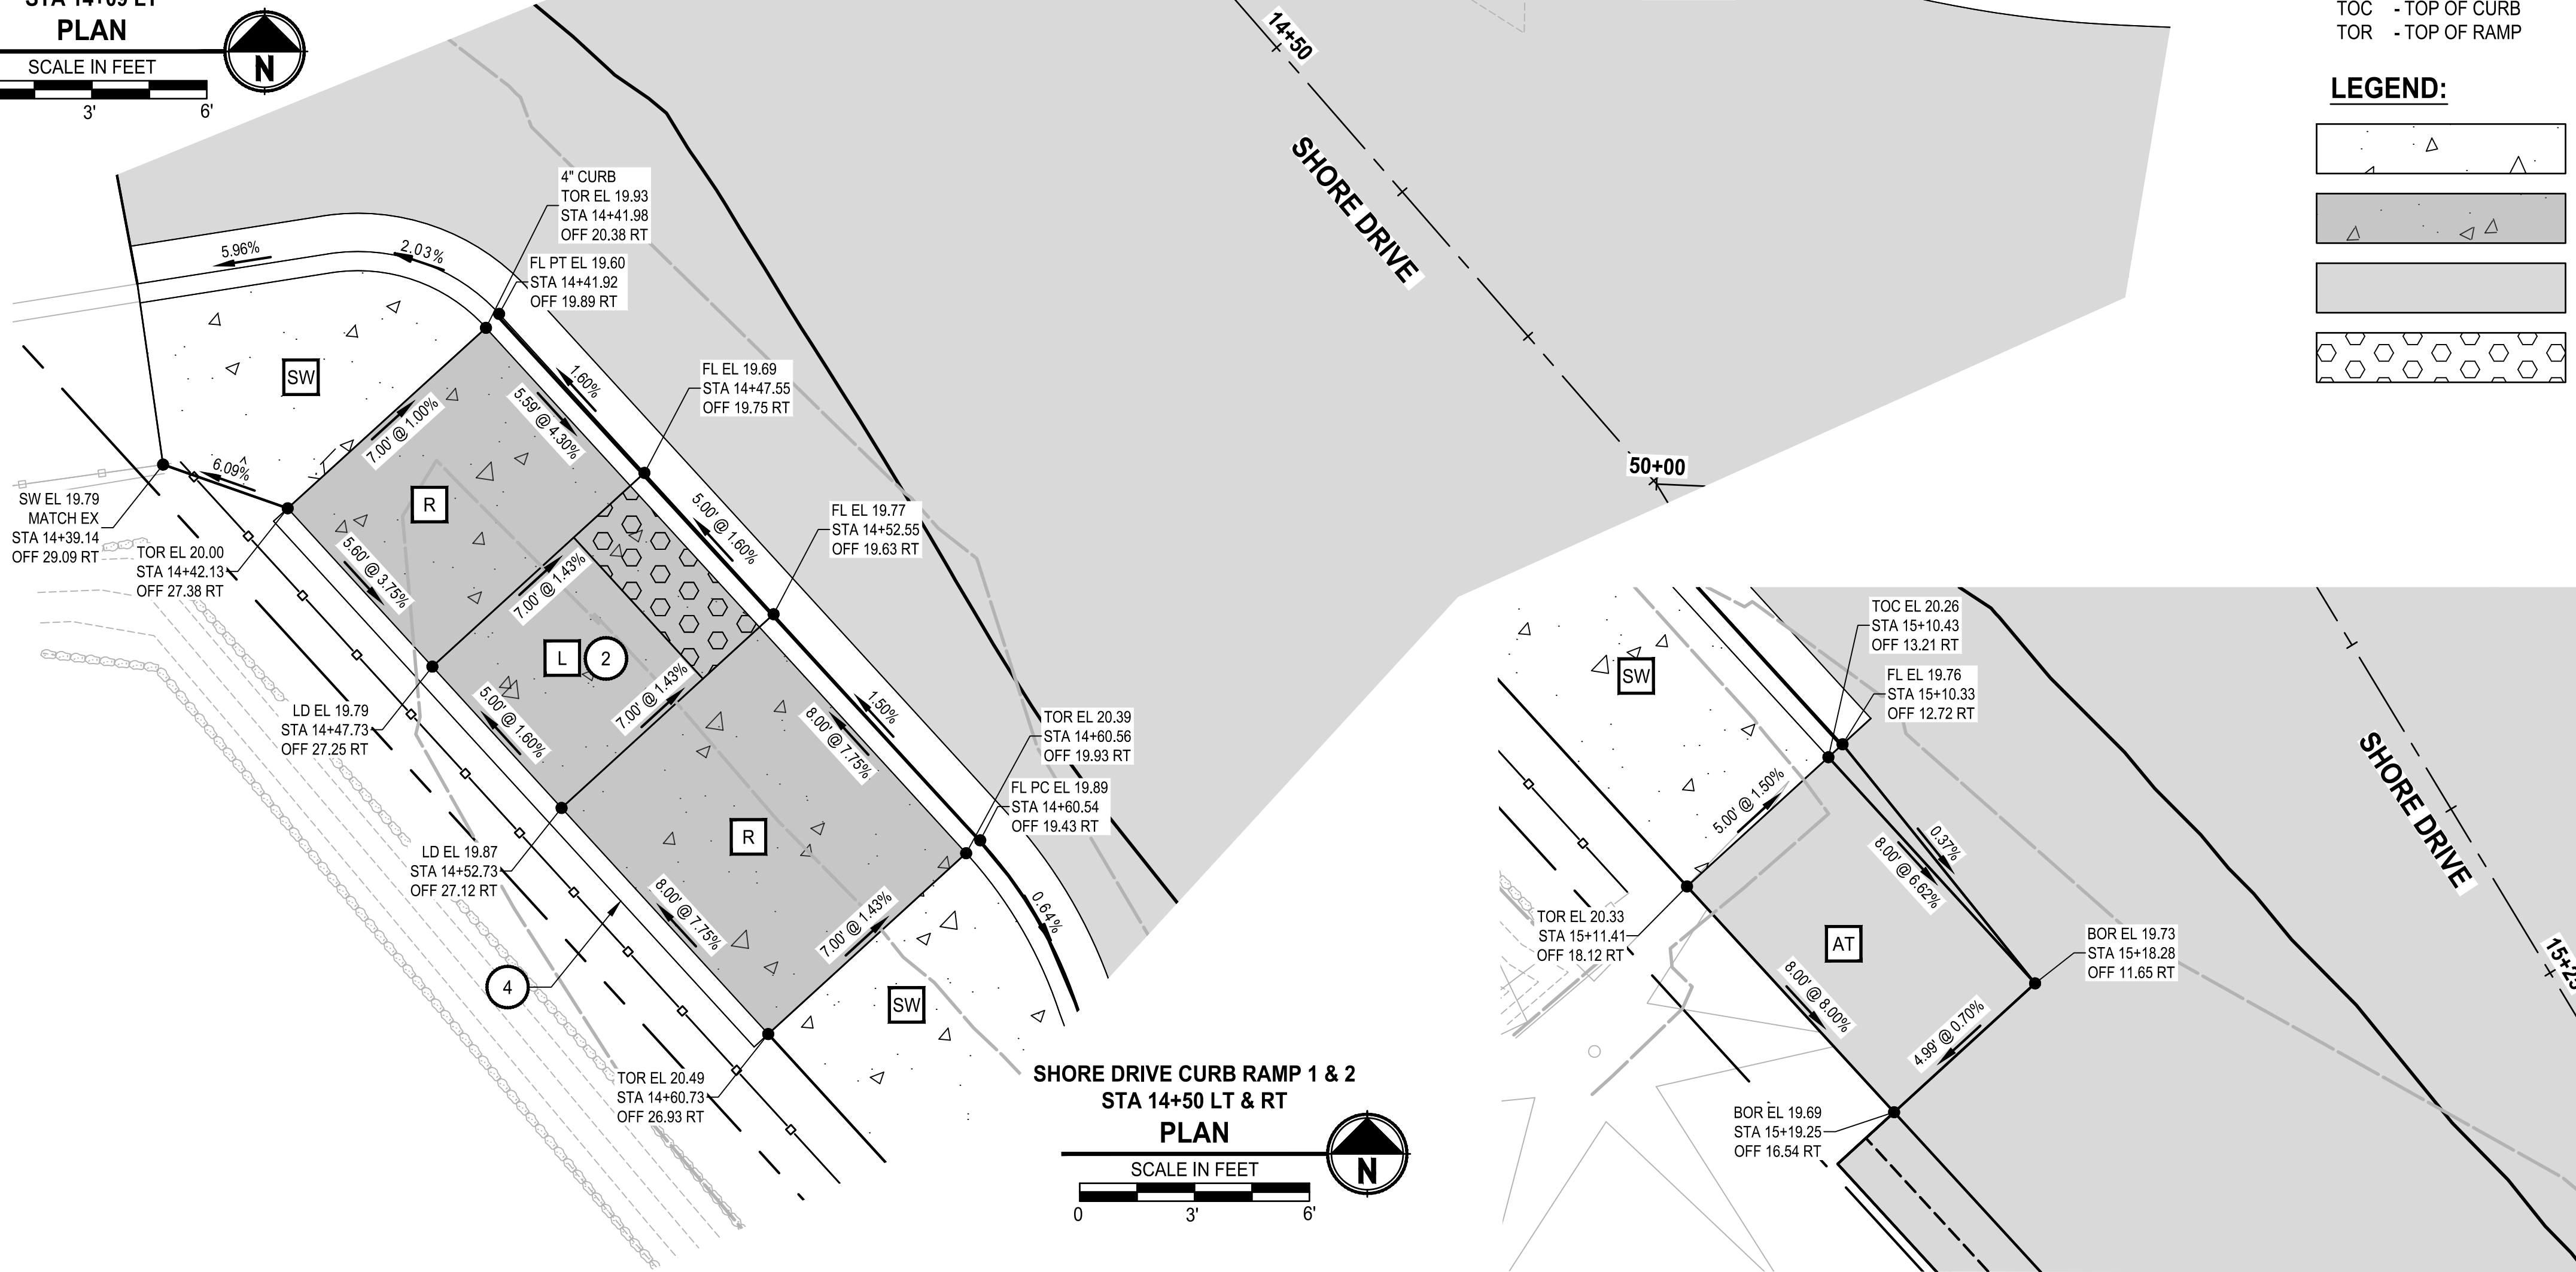 STA 14+09 LT
PLAN
SCALE IN FEET
3'
6'
N
14+50
SHORE DRIVE
50+00
TOC - TOP OF CURB
TOR - TOP OF RAMP
LEGEND:
4" CURB
TOR EL 19.93
STA 14+41.98
OFF 20.38 RT
FL PT EL 19.60
STA 14+41.92
OFF 19.89 RT
5.96%
2.03%
1.60%
FL EL 19.69
STA 14+47.55
OFF 19.75 RT
SW
7.00' @ 1.00%
5.59' @ 4.30%
6.09%
R
SW EL 19.79
MATCH EX
STA 14+39.14
OFF 29.09 RT
TOR EL 20.00
STA 14+42.13
OFF 27.38 RT
5.60' @ 3.75%
7.00' @ 1.43%
5.00' @ 1.60%
FL EL 19.77
STA 14+52.55
OFF 19.63 RT
L
2
LD EL 19.79
STA 14+47.73
OFF 27.25 RT
5.00' @ 1.60%
7.00' @ 1.43%
8.00' @ 7.75%
1.50%
TOR EL 20.39
STA 14+60.56
OFF 19.93 RT
FL PC EL 19.89
STA 14+60.54
OFF 19.43 RT
LD EL 19.87
STA 14+52.73
OFF 27.12 RT
R
8.00' @ 7.75%
7.00' @ 1.43%
0.64%
4
SW
TOR EL 20.49
STA 14+60.73
OFF 26.93 RT
SHORE DRIVE CURB RAMP 1 & 2
STA 14+50 LT & RT
PLAN
SCALE IN FEET
0
3'
6'
N
TOC EL 20.26
STA 15+10.43
OFF 13.21 RT
FL EL 19.76
STA 15+10.33
OFF 12.72 RT
SW
5.00' @ 1.50%
0.37%
8.00' @ 6.62%
TOR EL 20.33
STA 15+11.41
OFF 18.12 RT
AT
8.00' @ 8.00%
4.99' @ 0.70%
BOR EL 19.73
STA 15+18.28
OFF 11.65 RT
BOR EL 19.69
STA 15+19.25
OFF 16.54 RT
SHORE DRIVE
15+25